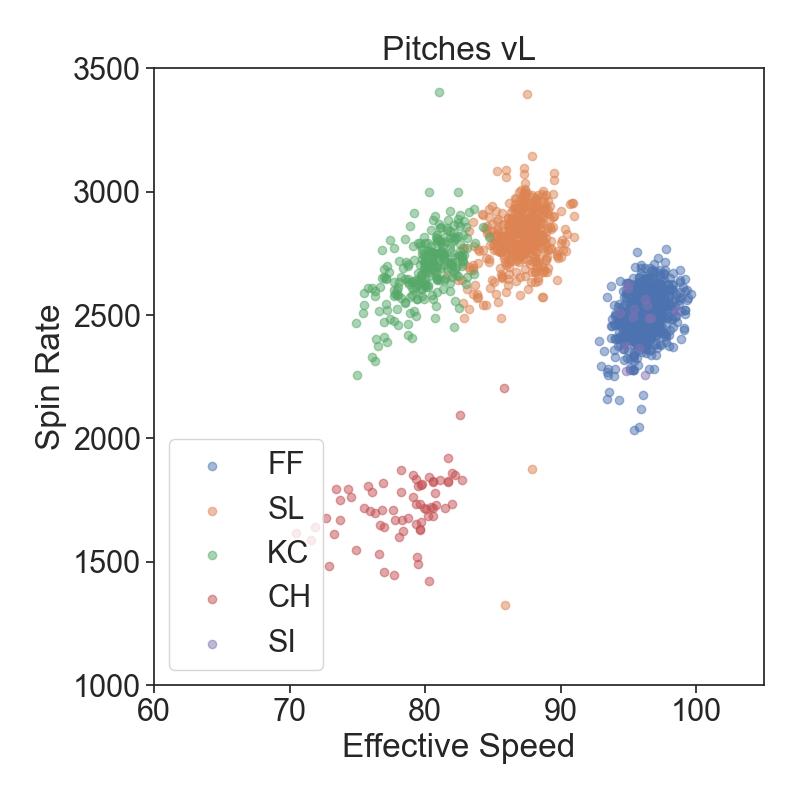 Pitches vL
3500
3000
2500
2000
1500
1000
Spin Rate
FF
SL
KC
CH
SI
60 70 80 90 100
Effective Speed